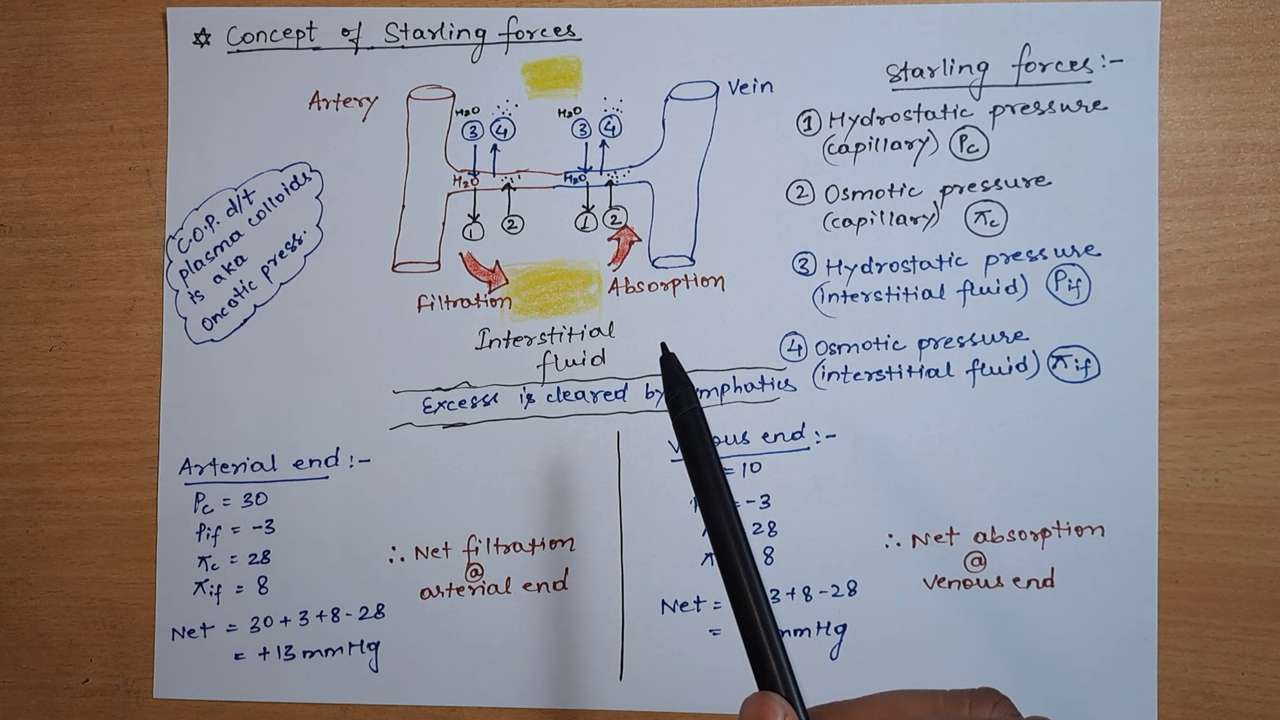 ☆ Concept of Starling forces
Artery
Vein
H₂O
③ ④
H₂O
③ ④
H₂O
H₂O
① ②
① ②
Filtration
Absorption
Interstitial
fluid
Excess is cleared by lymphatics
C.O.P. d/t
plasma colloids
is aka
Oncotic press.
Starling forces:-
① Hydrostatic pressure
(capillary) Pc
② Osmotic pressure
(capillary) πc
③ Hydrostatic pressure
(interstitial fluid) Pif
④ Osmotic pressure
(interstitial fluid) πif
Arterial end:-
Pc = 30
Pif = -3
πc = 28
πif = 8
Net = 30+3+8-28
= +13 mmHg
∴ Net filtration
@
arterial end
end:-
= 10
= -3
28
8
Net = 3+8-28
= mmHg
∴ Net absorption
@
venous end